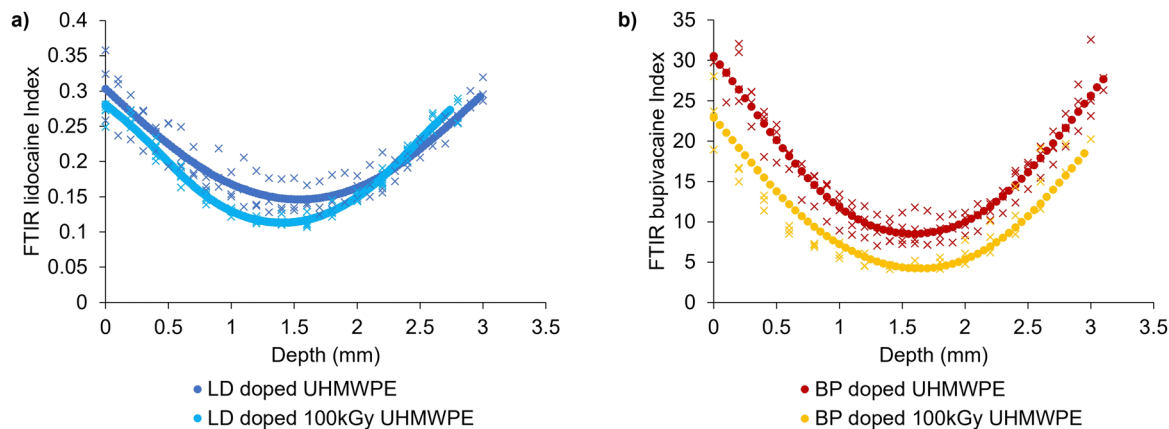 a)
FTIR lidocaine Index
0.4
0.35
0.3
0.25
0.2
0.15
0.1
0.05
0
0 0.5 1 1.5 2 2.5 3 3.5
Depth (mm)
LD doped UHMWPE
LD doped 100kGy UHMWPE
b)
FTIR bupivacaine Index
35
30
25
20
15
10
5
0
0 0.5 1 1.5 2 2.5 3 3.5
Depth (mm)
BP doped UHMWPE
BP doped 100kGy UHMWPE